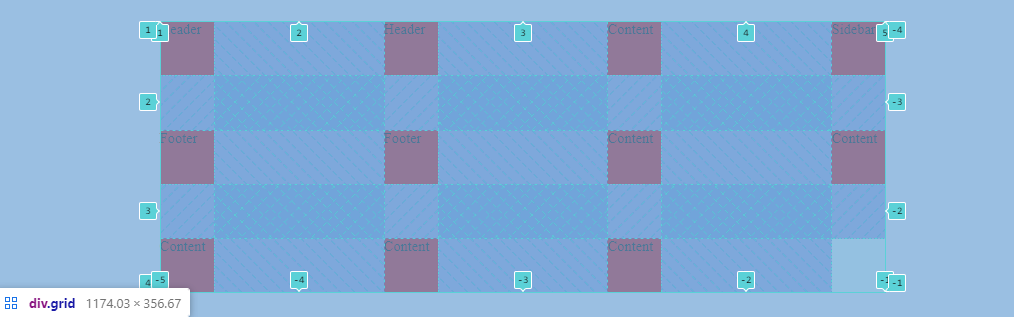 1 1 Header 2 Header 3 Content 4 Sidebar 5 -4
2 -3
Footer Footer Content Content
3 -2
Content Content Content
4 -5 -4 -3 -2 -1 -1
div.grid 1174.03 × 356.67